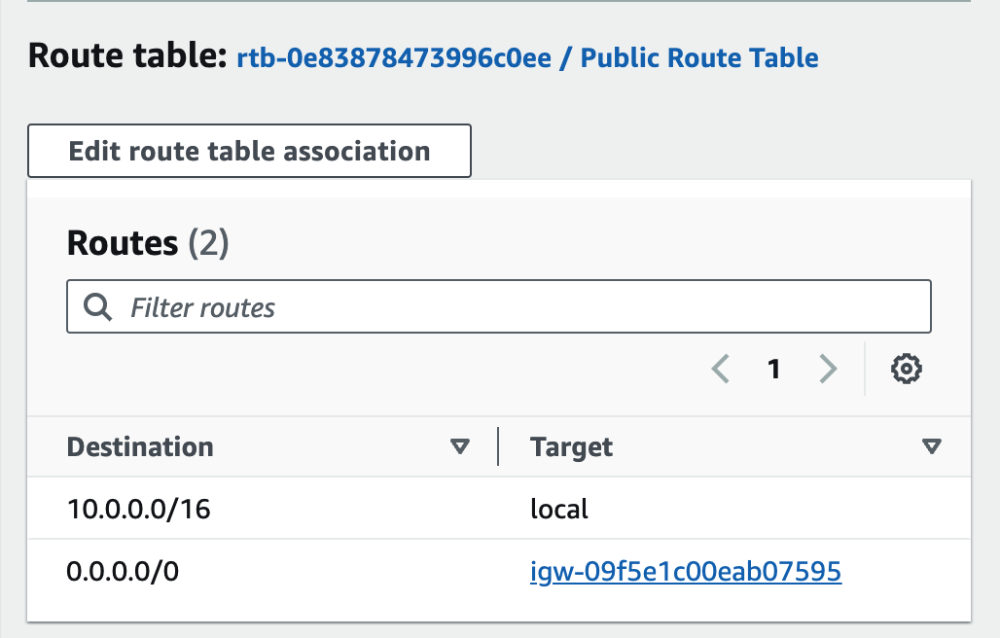 Route table: rtb-0e83878473996c0ee / Public Route Table
Edit route table association
Routes (2)
Filter routes
1
Destination Target
10.0.0.0/16 local
0.0.0.0/0 igw-09f5e1c00eab07595